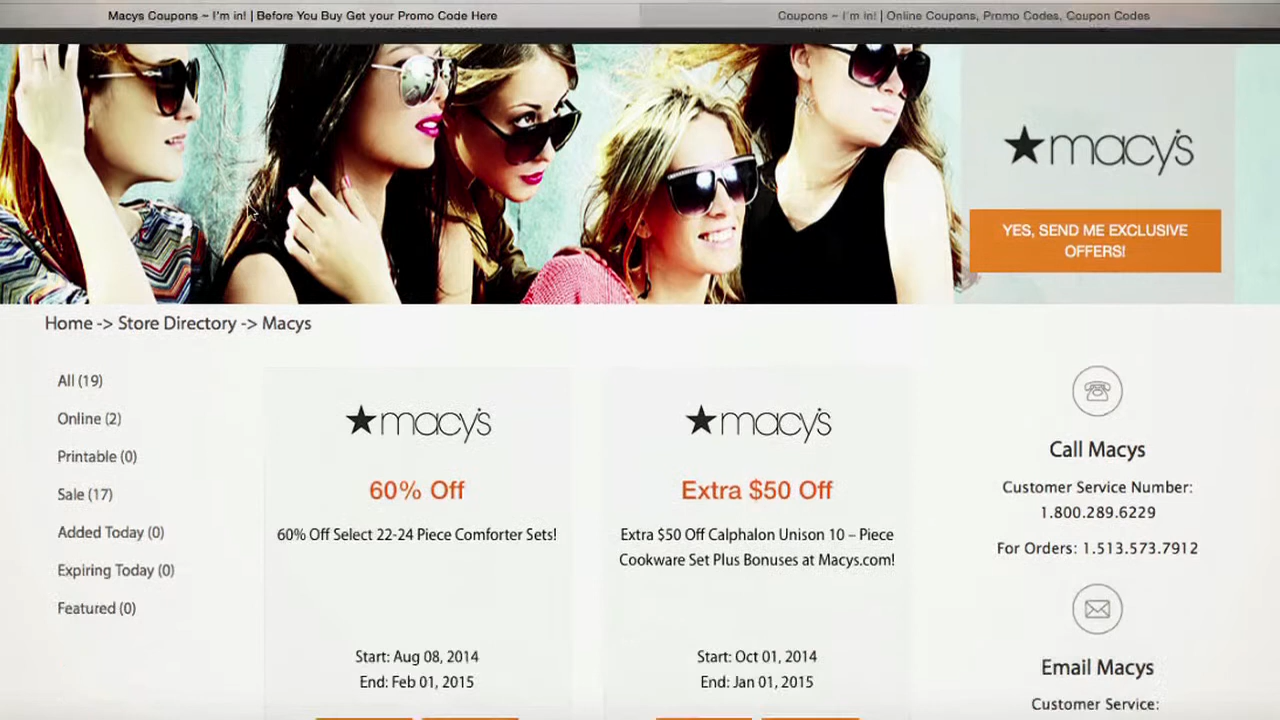 Macys Coupons ~ I'm in! | Before You Buy Get your Promo Code Here
Coupons ~ I'm in! | Online Coupons, Promo Codes, Coupon Codes
macy's
YES, SEND ME EXCLUSIVE
OFFERS!
Home -> Store Directory -> Macys
All (19)
Online (2)
Printable (0)
Sale (17)
Added Today (0)
Expiring Today (0)
Featured (0)
macy's
60% Off
60% Off Select 22-24 Piece Comforter Sets!
Start: Aug 08, 2014
End: Feb 01, 2015
macy's
Extra $50 Off
Extra $50 Off Calphalon Unison 10 – Piece
Cookware Set Plus Bonuses at Macys.com!
Start: Oct 01, 2014
End: Jan 01, 2015
Call Macys
Customer Service Number:
1.800.289.6229
For Orders: 1.513.573.7912
Email Macys
Customer Service: